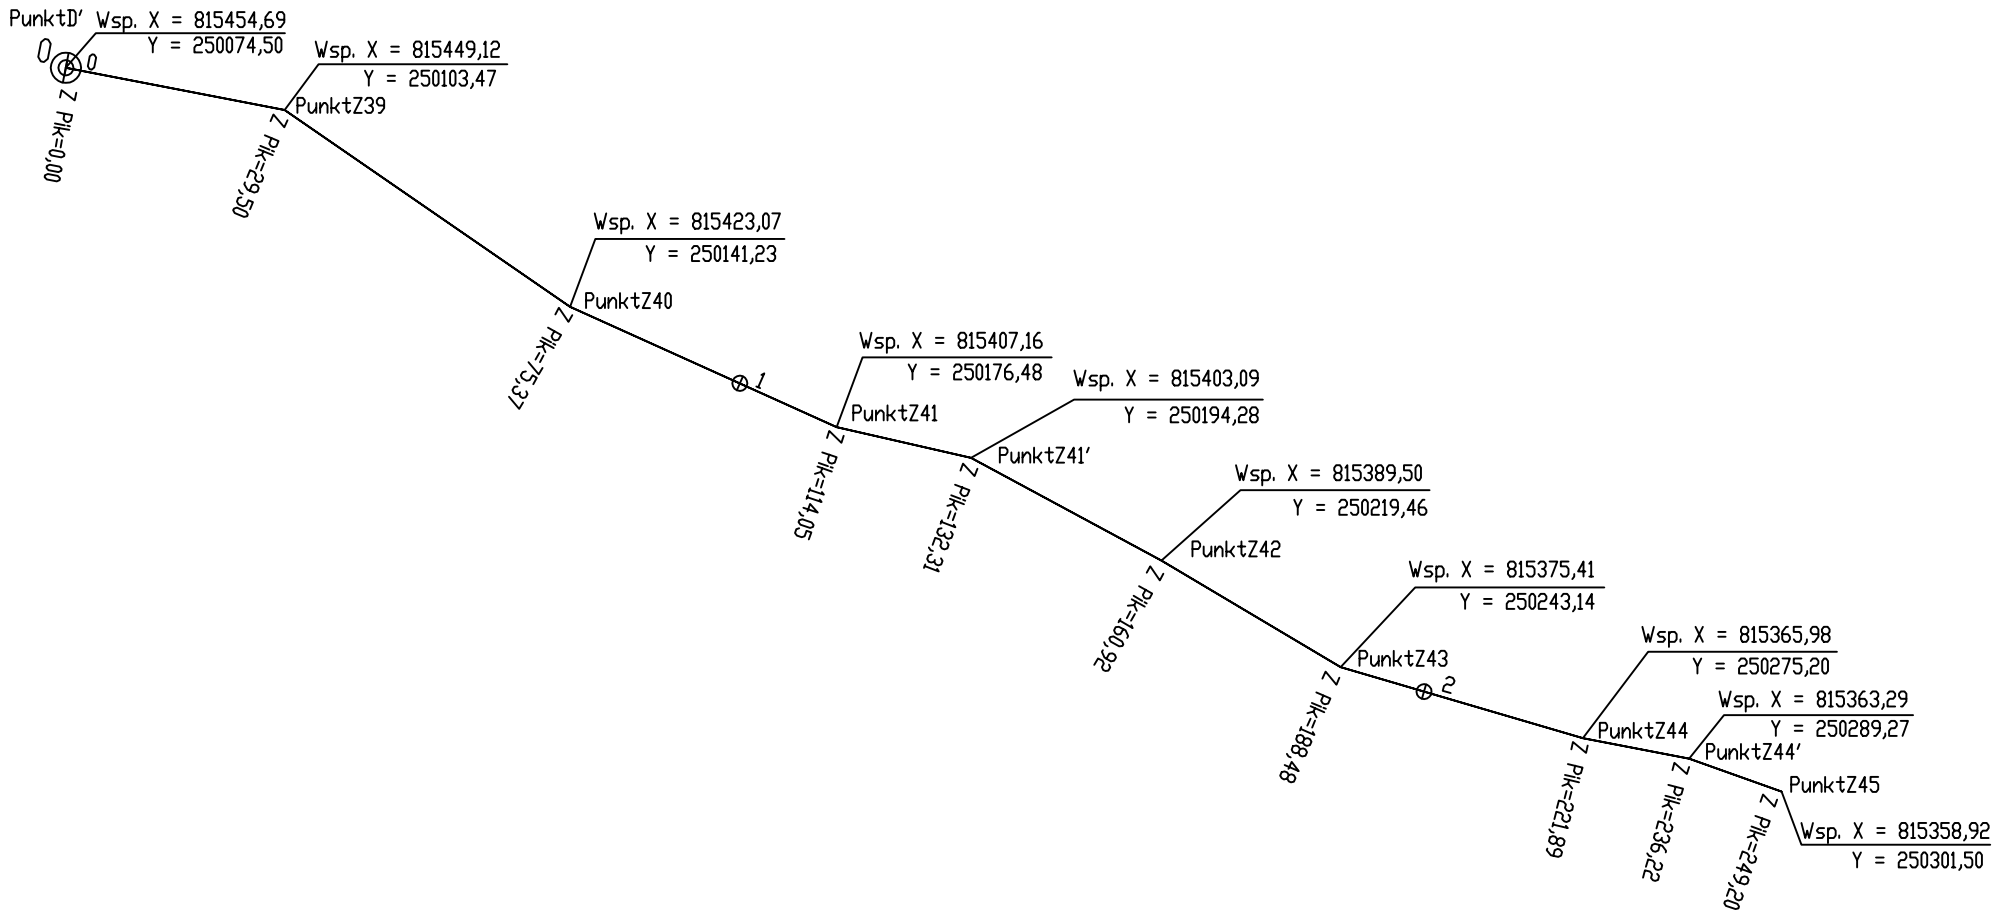 PunktD'
Wsp. X = 815454,69
Y = 250074,50
0
0
Z Pik=0,00
Wsp. X = 815449,12
Y = 250103,47
PunktZ39
Z Pik=29,50
Wsp. X = 815423,07
Y = 250141,23
PunktZ40
Z Pik=75,37
1
Wsp. X = 815407,16
Y = 250176,48
PunktZ41
Z Pik=114,05
Wsp. X = 815403,09
Y = 250194,28
PunktZ41'
Z Pik=132,31
Wsp. X = 815389,50
Y = 250219,46
PunktZ42
Z Pik=160,92
Wsp. X = 815375,41
Y = 250243,14
PunktZ43
Z Pik=188,48
2
Wsp. X = 815365,98
Y = 250275,20
PunktZ44
Z Pik=221,89
Wsp. X = 815363,29
Y = 250289,27
PunktZ44'
Z Pik=236,22
PunktZ45
Z Pik=249,20
Wsp. X = 815358,92
Y = 250301,50